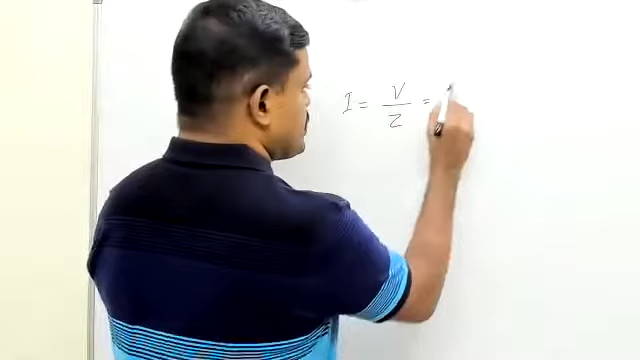 I = V/Z =